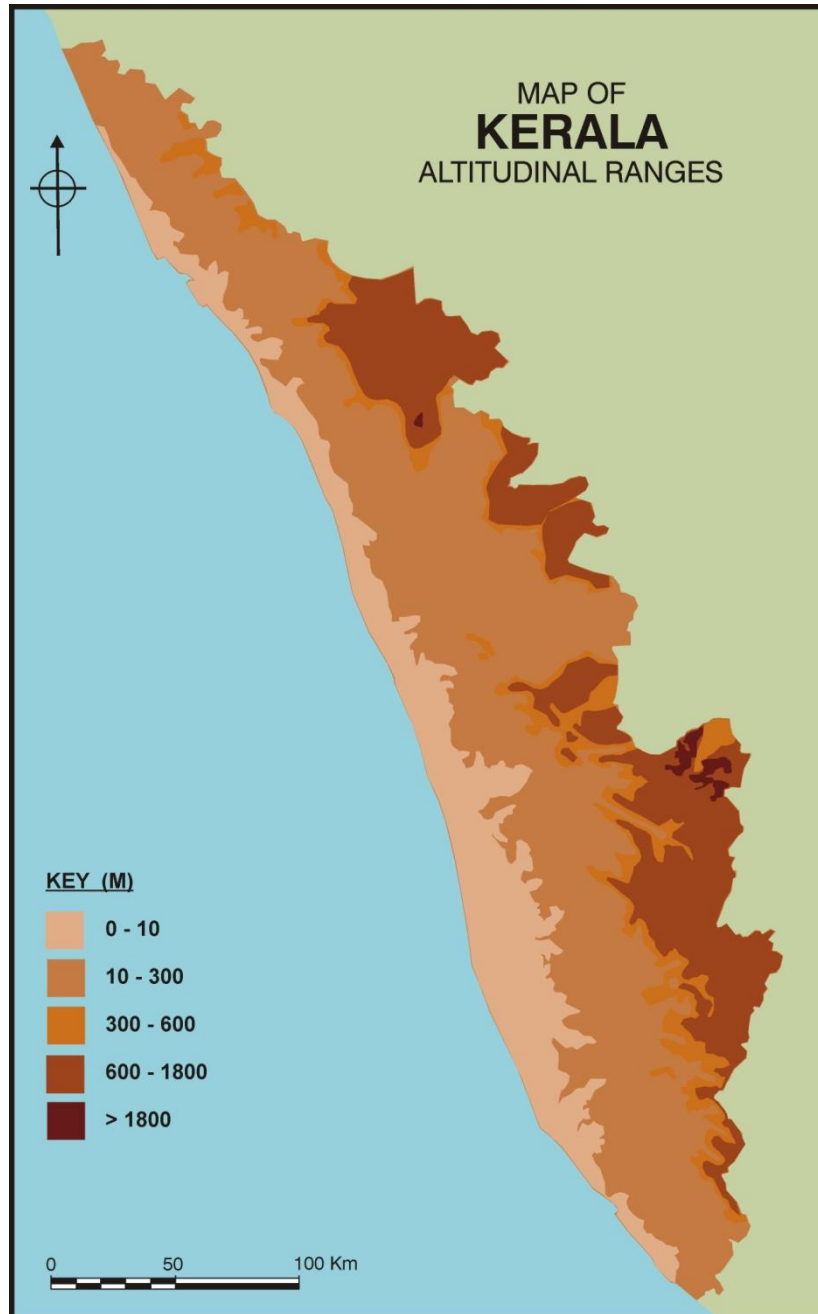 MAP OF
KERALA
ALTITUDINAL RANGES
KEY (M)
0 - 10
10 - 300
300 - 600
600 - 1800
> 1800
0 50 100 Km